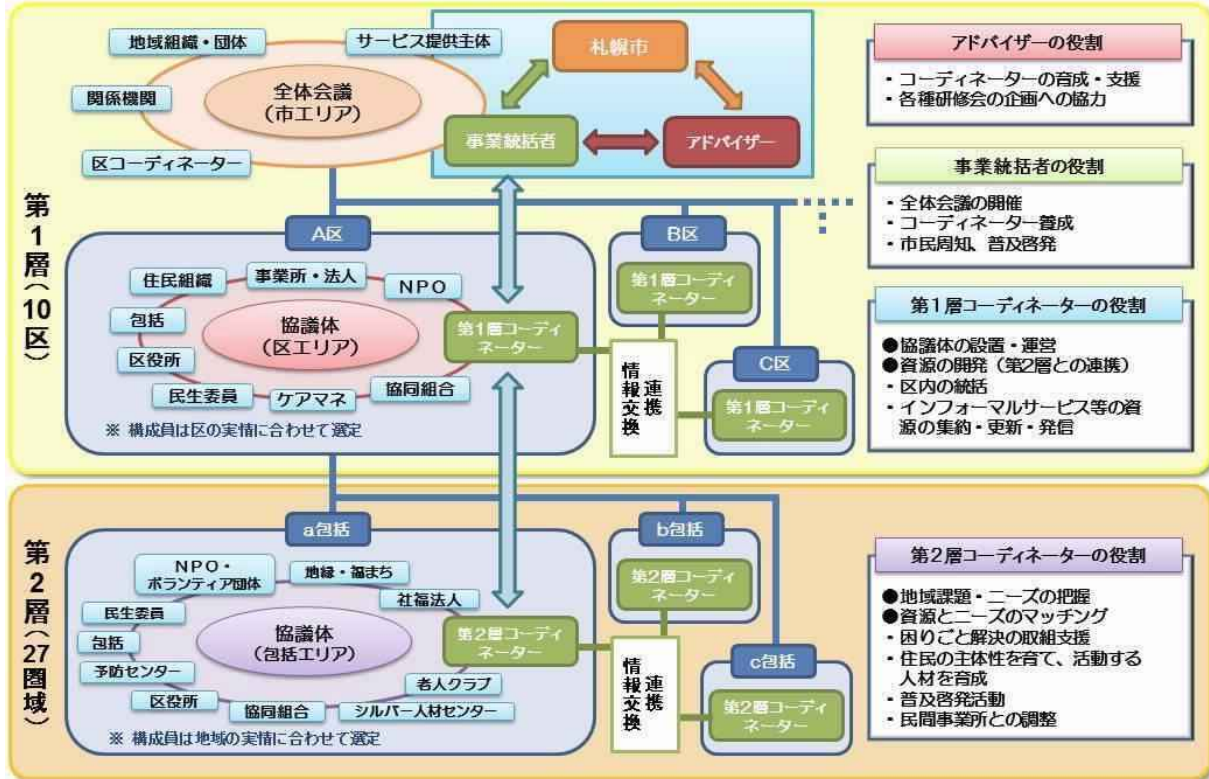 第1層（10区）
地域組織・団体
サービス提供主体
関係機関
全体会議
（市エリア）
区コーディネーター
札幌市
事業統括者
アドバイザー
アドバイザーの役割
・コーディネーターの育成・支援
・各種研修会の企画への協力
事業統括者の役割
・全体会議の開催
・コーディネーター養成
・市民周知、普及啓発
A区
住民組織
事業所・法人
NPO
包括
協議体
（区エリア）
第1層コーディ
ネーター
区役所
民生委員
ケアマネ
協同組合
※ 構成員は区の実情に合わせて選定
B区
第1層コーディ
ネーター
連携
情報交換
C区
第1層コーディ
ネーター
第1層コーディネーターの役割
●協議体の設置・運営
●資源の開発（第2層との連携）
・区内の統括
・インフォーマルサービス等の資
源の集約・更新・発信
第2層（27圏域）
a包括
NPO・
ボランティア団体
地縁・福まち
社福法人
民生委員
包括
協議体
（包括エリア）
第2層コーディ
ネーター
予防センター
区役所
協同組合
シルバー人材センター
老人クラブ
※ 構成員は地域の実情に合わせて選定
b包括
第2層コーディ
ネーター
連携
情報交換
c包括
第2層コーディ
ネーター
第2層コーディネーターの役割
●地域課題・ニーズの把握
●資源とニーズのマッチング
・困りごと解決の取組支援
・住民の主体性を育て、活動する
人材を育成
・普及啓発活動
・民間事業所との調整